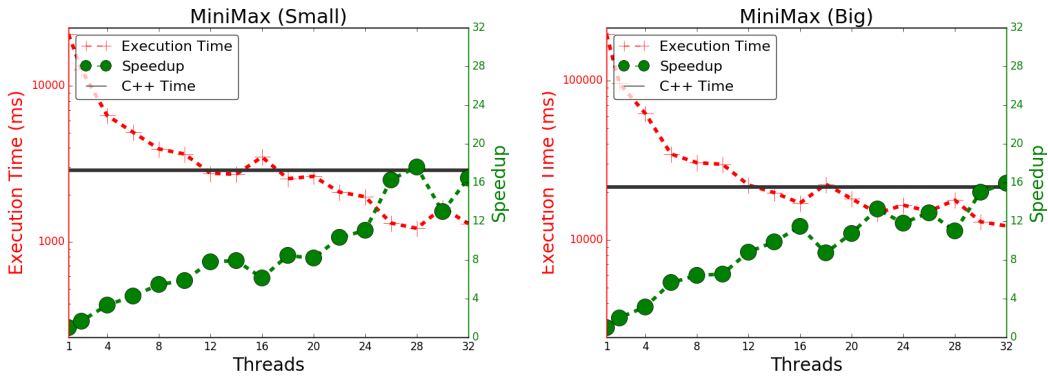 MiniMax (Small)
Execution Time
Speedup
C++ Time
Execution Time (ms)
10000
1000
32
28
24
20
16
12
8
4
0
Speedup
1 4 8 12 16 20 24 28 32
Threads
MiniMax (Big)
Execution Time
Speedup
C++ Time
Execution Time (ms)
100000
10000
32
28
24
20
16
12
8
4
0
Speedup
1 4 8 12 16 20 24 28 32
Threads